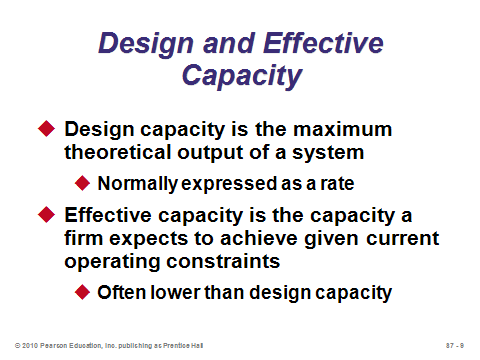 Design and Effective
Capacity
Design capacity is the maximum
theoretical output of a system
Normally expressed as a rate
Effective capacity is the capacity a
firm expects to achieve given current
operating constraints
Often lower than design capacity
© 2010 Pearson Education, Inc. publishing as Prentice Hall
S7 - 9